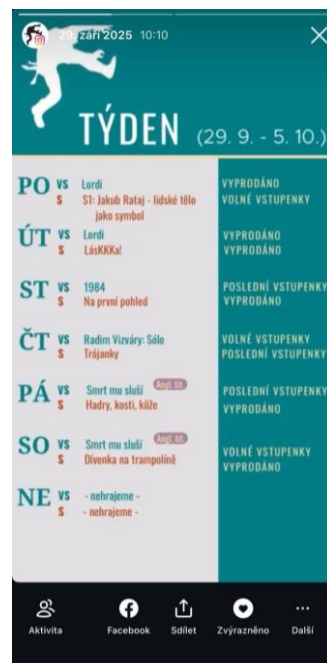 29. září 2025 10:10
TÝDEN (29. 9. - 5. 10.)
PO VS Lordi VYPRODÁNO
S S1: Jakub Rataj - lidské tělo VOLNÉ VSTUPENKY
jako symbol
ÚT VS Lordi VYPRODÁNO
S LásKKKa! VYPRODÁNO
ST VS 1984 POSLEDNÍ VSTUPENKY
S Na první pohled VYPRODÁNO
ČT VS Radim Vizváry: Sólo VOLNÉ VSTUPENKY
S Trójanky POSLEDNÍ VSTUPENKY
PÁ VS Smrt mu sluší Angl. tit POSLEDNÍ VSTUPENKY
S Hadry, kosti, kůže VYPRODÁNO
SO VS Smrt mu sluší Angl. tit VOLNÉ VSTUPENKY
S Dívenka na trampolíně VYPRODÁNO
NE VS - nehrajeme -
S - nehrajeme -
Aktivita Facebook Sdílet Zvýrazněno Další